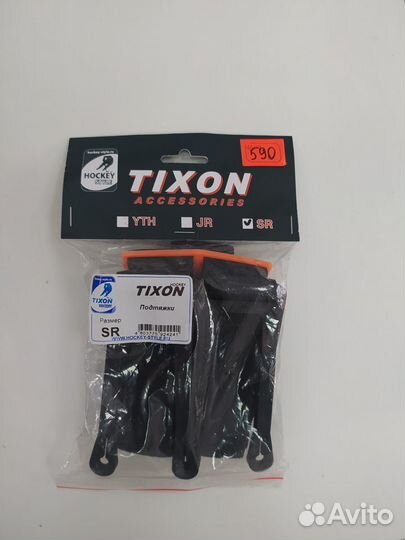 hockey-style.ru
HOCKEY
590
TIXON
ACCESSORIES
YTH JR SR
TIXON
TIXON
HOCKEY
Подтяжки
Размер
SR
WWW.HOCKEY-STYLE.RU
Avito